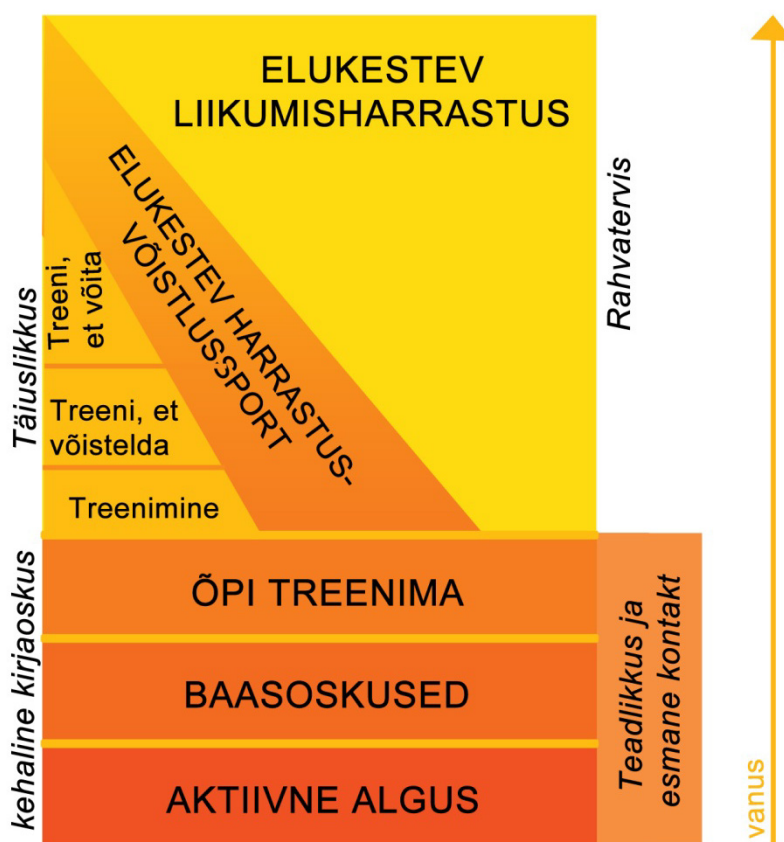 ELUKESTEV
LIIKUMISHARRASTUS
ELUKESTEV HARRASTUS-
VÕISTLUSSPORT
Treeni,
et võita
Treeni, et
võistelda
Treenimine
ÕPI TREENIMA
BAASOSKUSED
AKTIIVNE ALGUS
Täiuslikkus
kehaline kirjaoskus
Rahvatervis
Teadlikkus ja
esmane kontakt
vanus